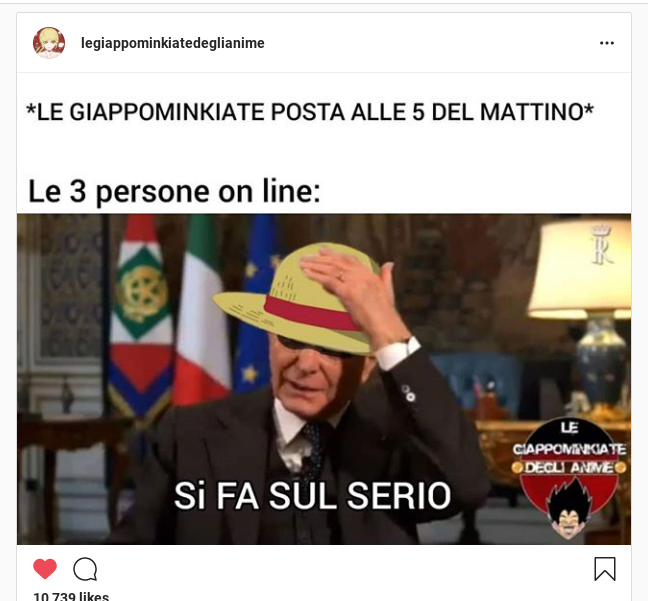 legiappominkiatedeglianime
*LE GIAPPOMINKIATE POSTA ALLE 5 DEL MATTINO*
Le 3 persone on line:
LE
GIAPPOMINKIATE
DEGLI ANIME
Si FA SUL SERIO
10.739 likes